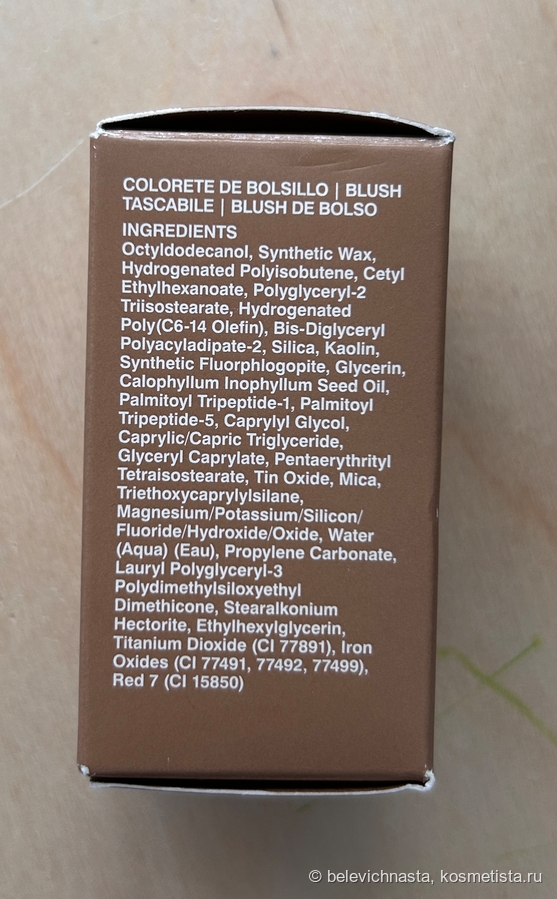 COLORETE DE BOLSILLO | BLUSH
TASCABILE | BLUSH DE BOLSO
INGREDIENTS
Octyldodecanol, Synthetic Wax,
Hydrogenated Polyisobutene, Cetyl
Ethylhexanoate, Polyglyceryl-2
Triisostearate, Hydrogenated
Poly(C6-14 Olefin), Bis-Diglyceryl
Polyacyladipate-2, Silica, Kaolin,
Synthetic Fluorphlogopite, Glycerin,
Calophyllum Inophyllum Seed Oil,
Palmitoyl Tripeptide-1, Palmitoyl
Tripeptide-5, Caprylyl Glycol,
Caprylic/Capric Triglyceride,
Glyceryl Caprylate, Pentaerythrityl
Tetraisostearate, Tin Oxide, Mica,
Triethoxycaprylylsilane,
Magnesium/Potassium/Silicon/
Fluoride/Hydroxide/Oxide, Water
(Aqua) (Eau), Propylene Carbonate,
Lauryl Polyglyceryl-3
Polydimethylsiloxyethyl
Dimethicone, Stearalkonium
Hectorite, Ethylhexylglycerin,
Titanium Dioxide (CI 77891), Iron
Oxides (CI 77491, 77492, 77499),
Red 7 (CI 15850)
© belevichnasta, kosmetista.ru